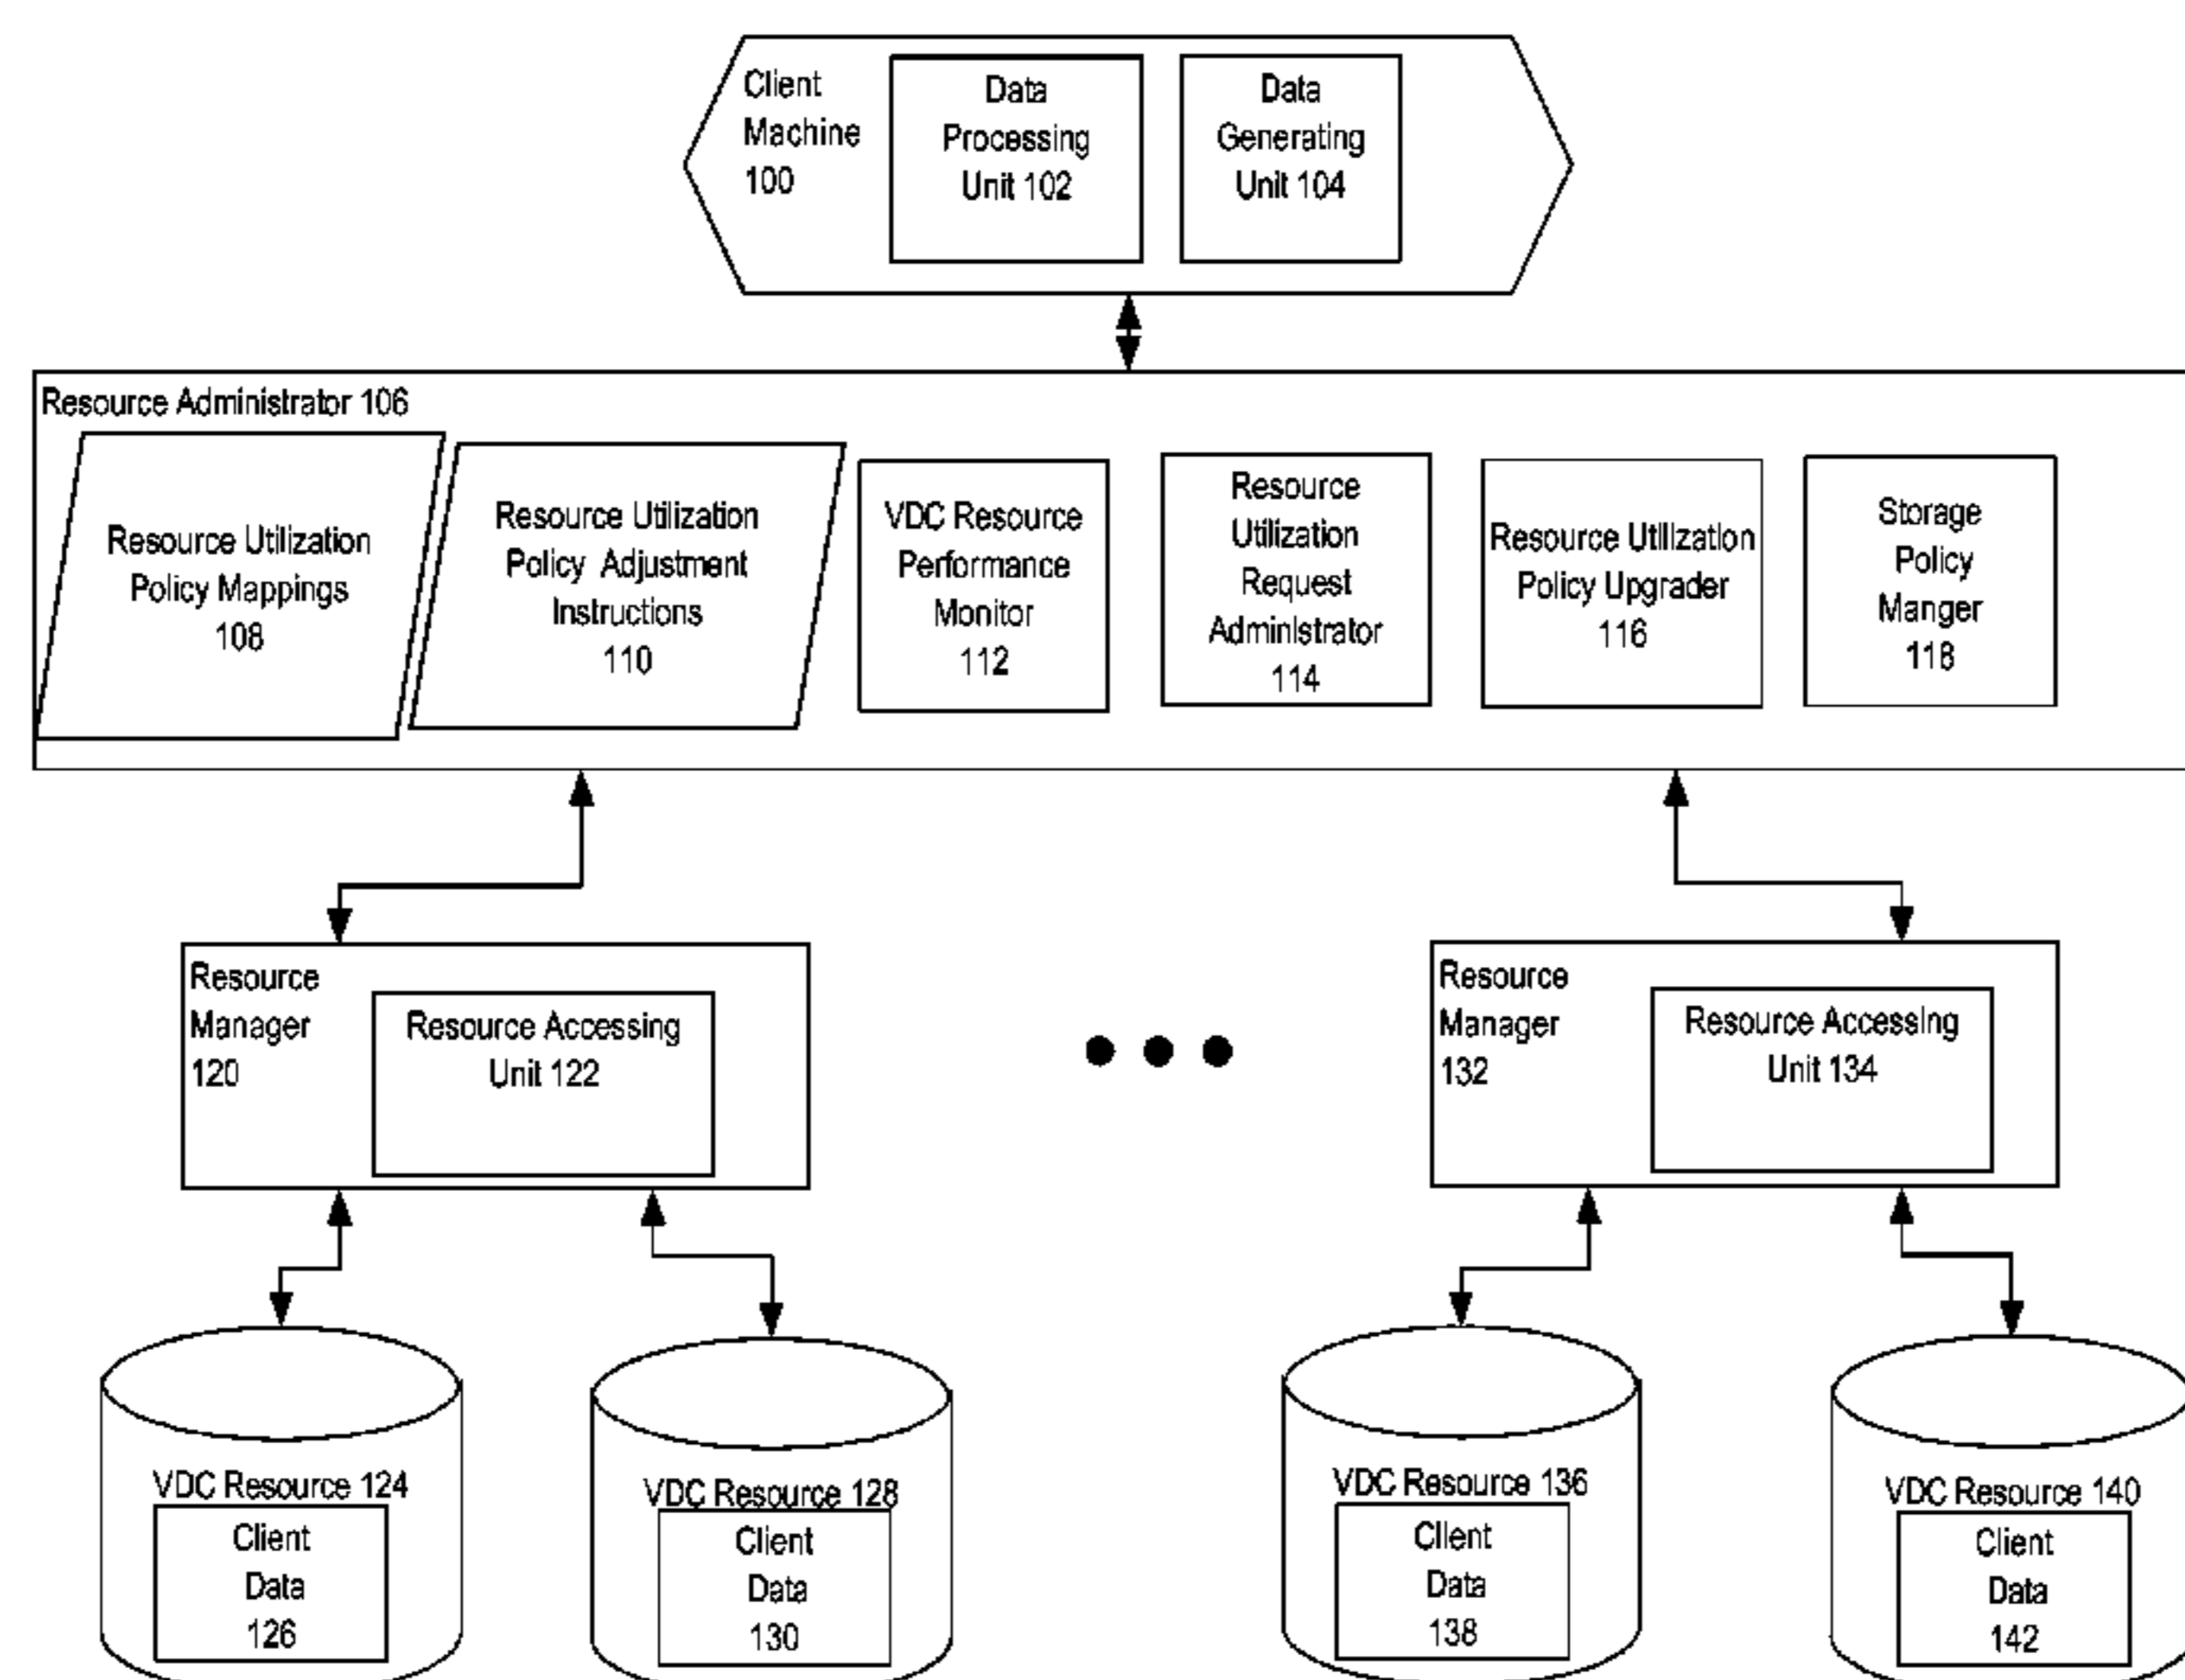 Client
Machine
100
Data
Processing
Unit 102
Data
Generating
Unit 104
Resource Administrator 106
Resource Utilization
Policy Mappings
108
Resource Utilization
Policy Adjustment
Instructions
110
VDC Resource
Performance
Monitor
112
Resource
Utilization
Request
Administrator
114
Resource Utilization
Policy Upgrader
116
Storage
Policy
Manger
118
Resource
Manager
120
Resource Accessing
Unit 122
Resource
Manager
132
Resource Accessing
Unit 134
VDC Resource 124
Client
Data
126
VDC Resource 128
Client
Data
130
VDC Resource 136
Client
Data
138
VDC Resource 140
Client
Data
142